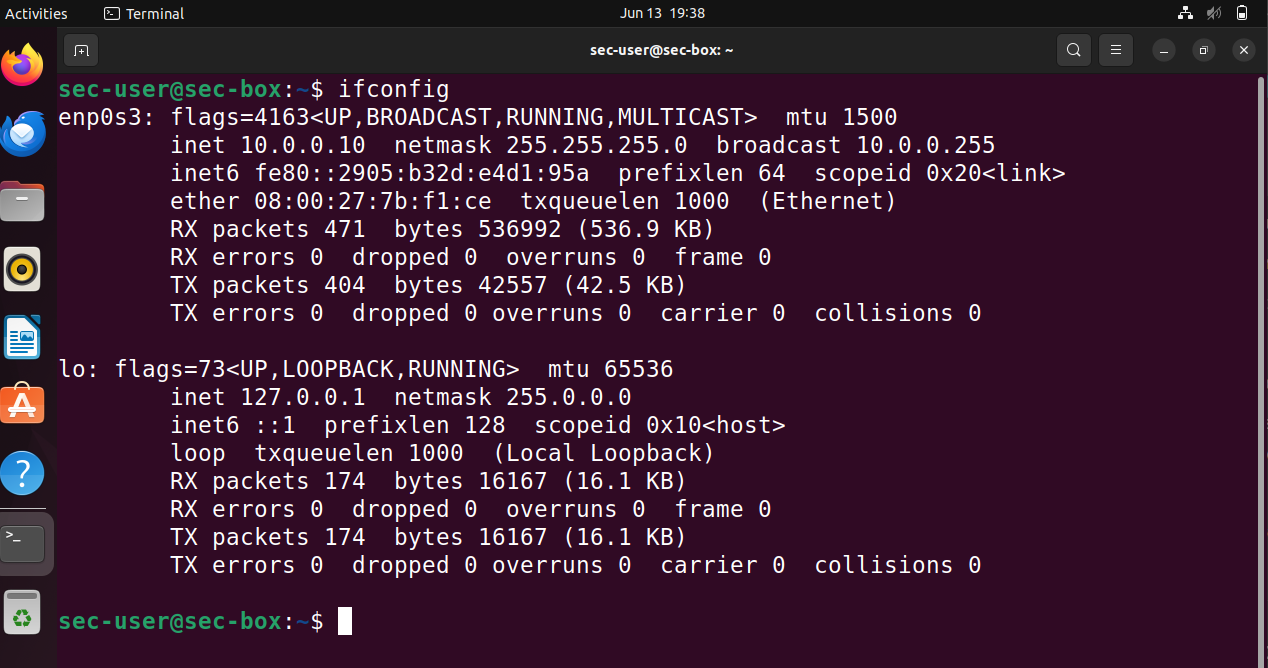 Activities
Terminal
Jun 13 19:38
sec-user@sec-box: ~
sec-user@sec-box:~$ ifconfig
enp0s3: flags=4163<UP,BROADCAST,RUNNING,MULTICAST>  mtu 1500
        inet 10.0.0.10  netmask 255.255.255.0  broadcast 10.0.0.255
        inet6 fe80::2905:b32d:e4d1:95a  prefixlen 64  scopeid 0x20<link>
        ether 08:00:27:7b:f1:ce  txqueuelen 1000  (Ethernet)
        RX packets 471  bytes 536992 (536.9 KB)
        RX errors 0  dropped 0  overruns 0  frame 0
        TX packets 404  bytes 42557 (42.5 KB)
        TX errors 0  dropped 0 overruns 0  carrier 0  collisions 0

lo: flags=73<UP,LOOPBACK,RUNNING>  mtu 65536
        inet 127.0.0.1  netmask 255.0.0.0
        inet6 ::1  prefixlen 128  scopeid 0x10<host>
        loop  txqueuelen 1000  (Local Loopback)
        RX packets 174  bytes 16167 (16.1 KB)
        RX errors 0  dropped 0  overruns 0  frame 0
        TX packets 174  bytes 16167 (16.1 KB)
        TX errors 0  dropped 0 overruns 0  carrier 0  collisions 0

sec-user@sec-box:~$